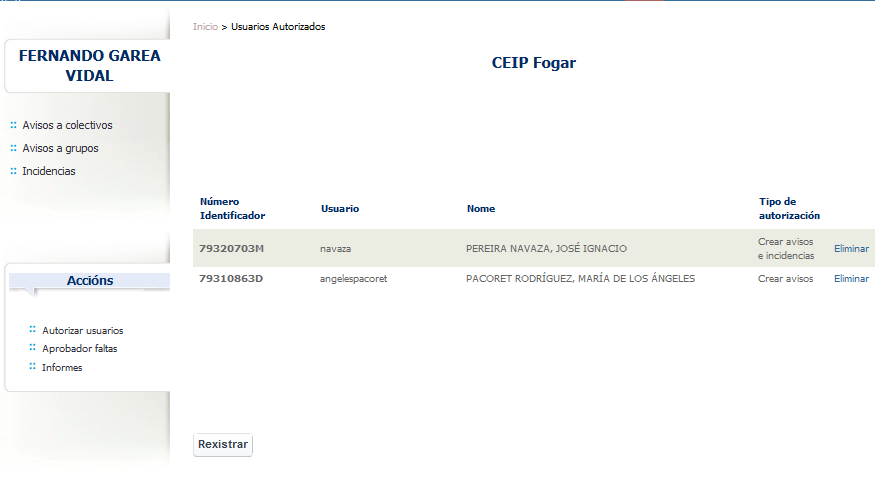 Inicio > Usuarios Autorizados
FERNANDO GAREA
VIDAL
CEIP Fogar
Avisos a colectivos
Avisos a grupos
Incidencias
Número
Identificador
Usuario
Nome
Tipo de
autorización
79320703M
navaza
PEREIRA NAVAZA, JOSÉ IGNACIO
Crear avisos
e incidencias
Eliminar
79310863D
angelespacoret
PACORET RODRÍGUEZ, MARÍA DE LOS ÁNGELES
Crear avisos
Eliminar
Accións
Autorizar usuarios
Aprobador faltas
Informes
Rexistrar